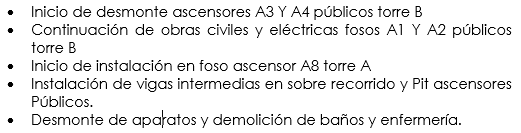 • Inicio de desmonte ascensores A3 Y A4 públicos torre B
• Continuación de obras civiles y eléctricas fosos A1 Y A2 públicos
torre B
• Inicio de instalación en foso ascensor A8 torre A
• Instalación de vigas intermedias en sobre recorrido y Pit ascensores
Públicos.
• Desmonte de aparatos y demolición de baños y enfermería.